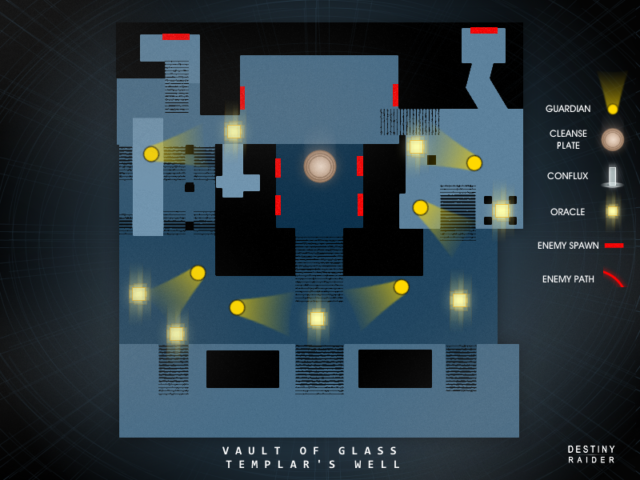 GUARDIAN
CLEANSE
PLATE
CONFLUX
ORACLE
ENEMY SPAWN
ENEMY PATH
VAULT OF GLASS
TEMPLAR'S WELL
DESTINY
RAIDER